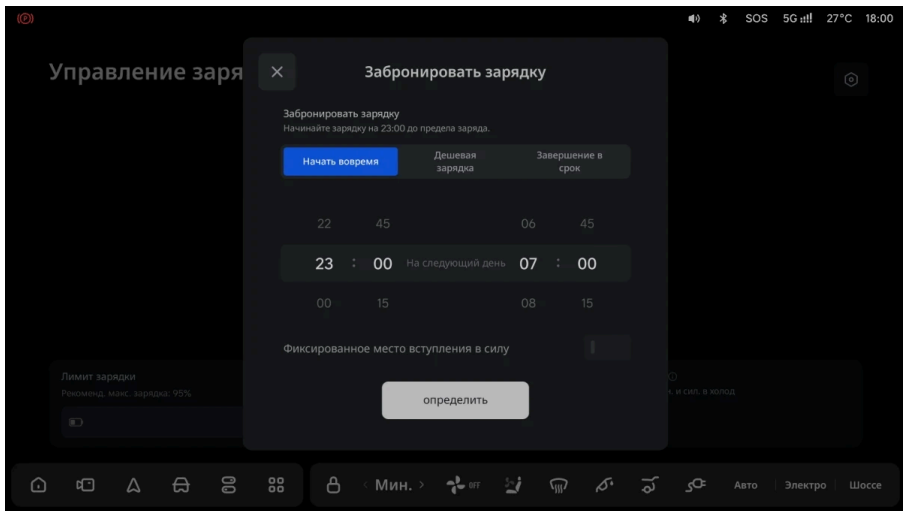 (P)
SOS 5G 27°C 18:00
Управление заря
Забронировать зарядку
Забронировать зарядку
Начинайте зарядку на 23:00 до предела заряда.
Начать вовремя
Дешевая
зарядка
Завершение в
срок
22 45 06 45
23 : 00 На следующий день 07 : 00
00 15 08 15
Фиксированное место вступления в силу
Лимит зарядки
Рекоменд. макс. зарядка: 95%
и сил. в холод
определить
Мин. OFF Авто Электро Шоссе